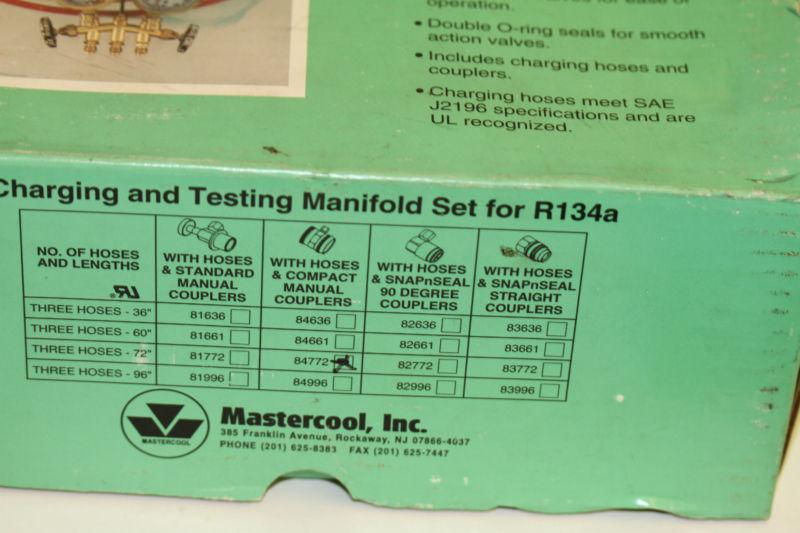 operation.
• Double O-ring seals for smooth
action valves.
• Includes charging hoses and
couplers.
• Charging hoses meet SAE
J2196 specifications and are
UL recognized.
Charging and Testing Manifold Set for R134a
NO. OF HOSES
AND LENGTHS
WITH HOSES
& STANDARD
MANUAL
COUPLERS
WITH HOSES
& COMPACT
MANUAL
COUPLERS
WITH HOSES
& SNAPnSEAL
90 DEGREE
COUPLERS
WITH HOSES
& SNAPnSEAL
STRAIGHT
COUPLERS
THREE HOSES - 36" 81636 84636 82636 83636
THREE HOSES - 60" 81661 84661 82661 83661
THREE HOSES - 72" 81772 84772 82772 83772
THREE HOSES - 96" 81996 84996 82996 83996
MASTERCOOL
Mastercool, Inc.
385 Franklin Avenue, Rockaway, NJ 07866-4037
PHONE (201) 625-8383 FAX (201) 625-7447